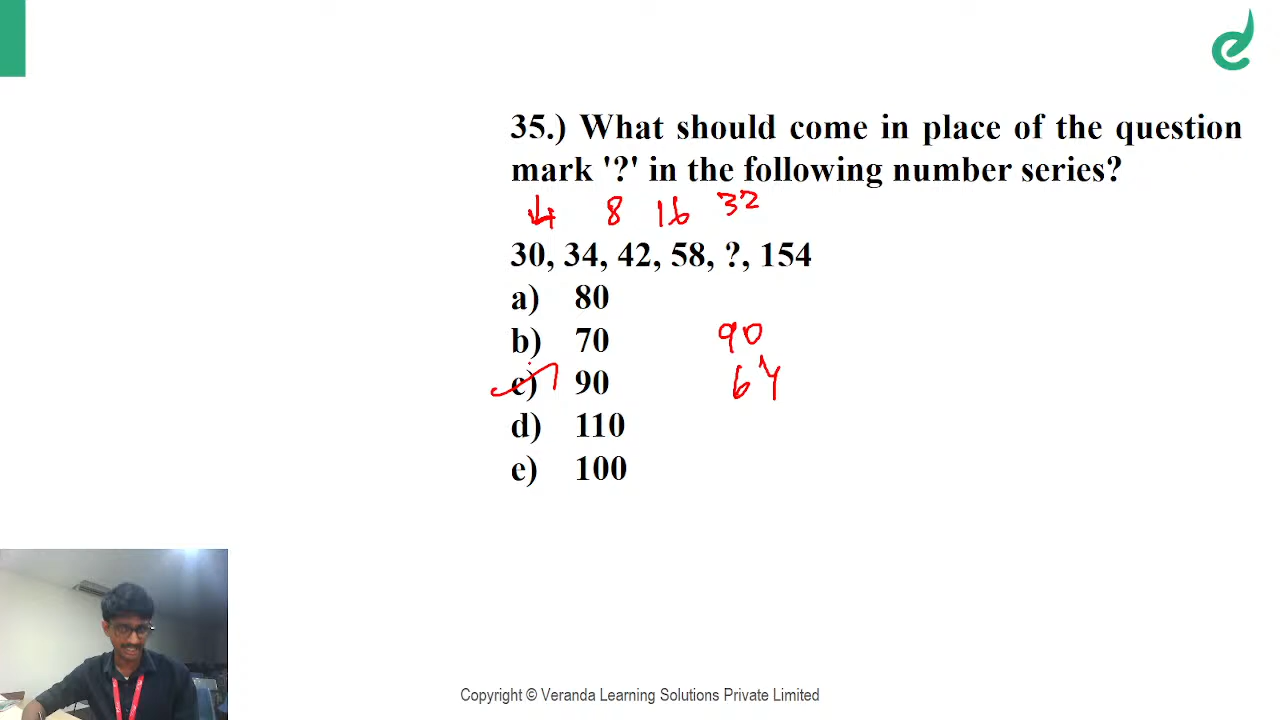 35.) What should come in place of the question
mark '?' in the following number series?
4 8 16 32
30, 34, 42, 58, ?, 154
a) 80
b) 70
90
c) 90
64
d) 110
e) 100
Copyright © Veranda Learning Solutions Private Limited